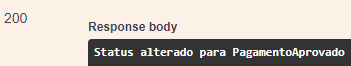 200
Response body
Status alterado para PagamentoAprovado